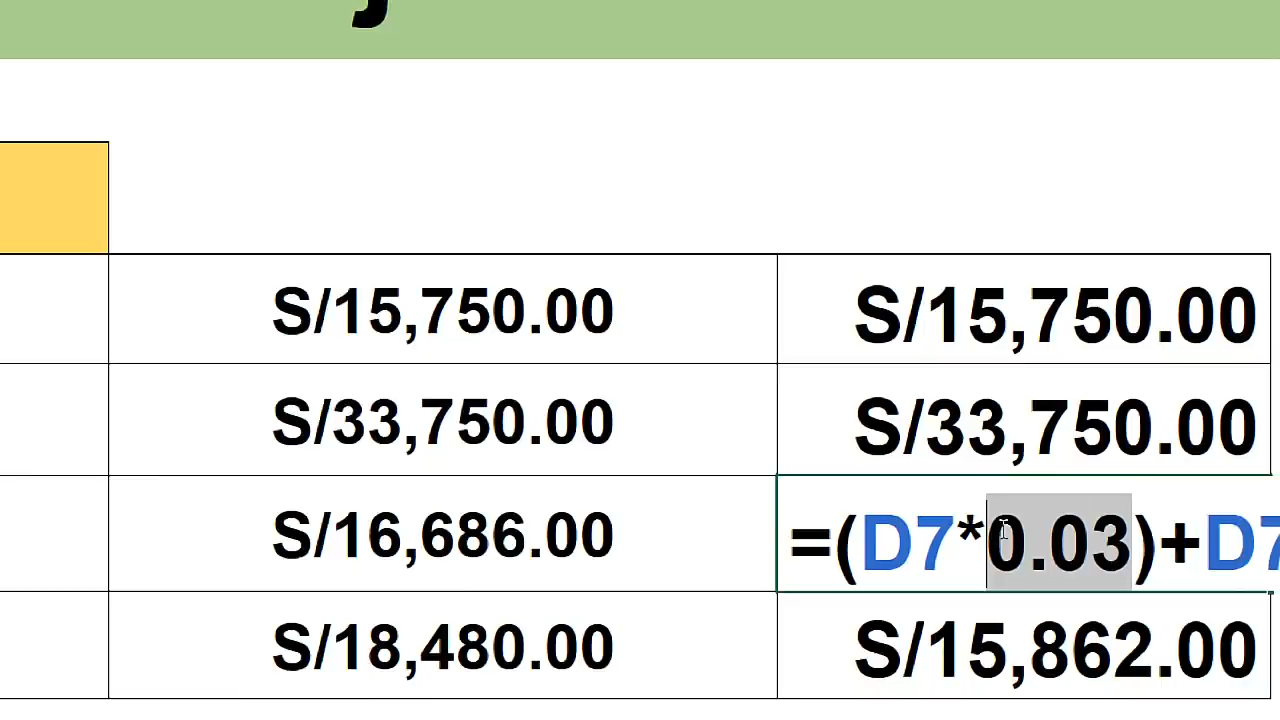 S/15,750.00 S/15,750.00
S/33,750.00 S/33,750.00
S/16,686.00 =(D7*0.03)+D7
S/18,480.00 S/15,862.00